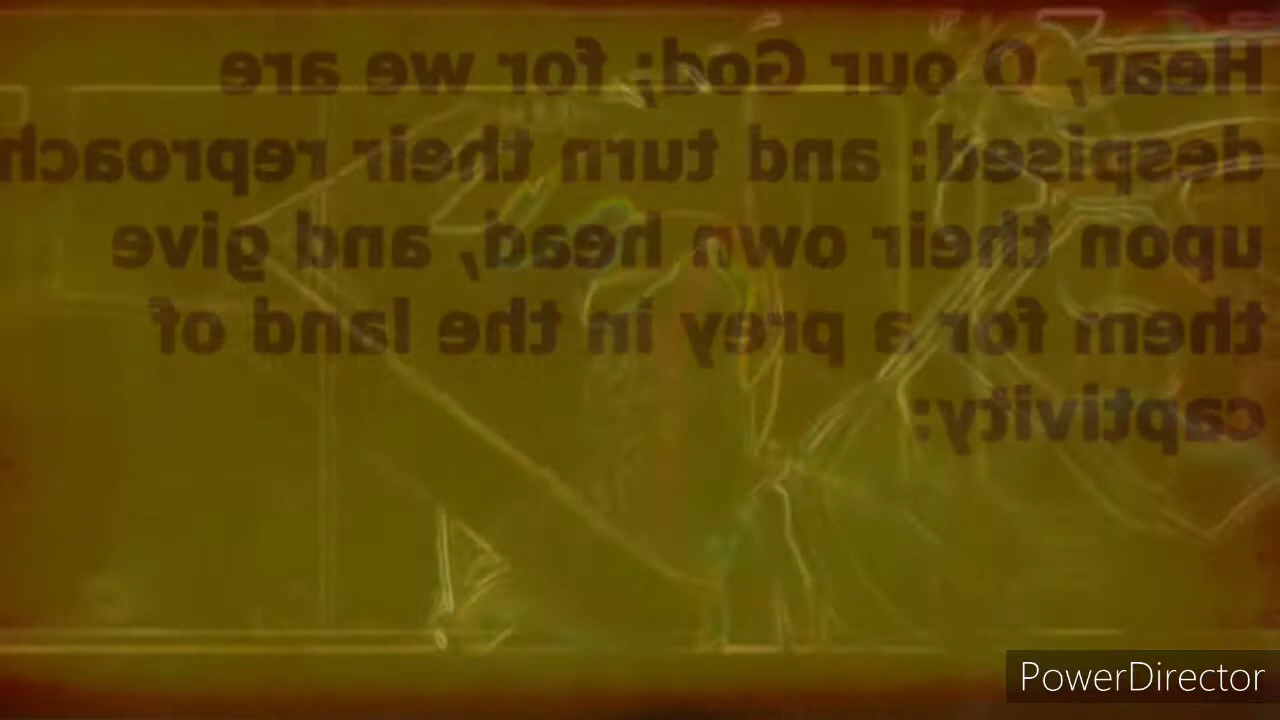 Hear, O our God; for we are
despised: and turn their reproach
upon their own head, and give
them for a prey in the land of
captivity:
PowerDirector